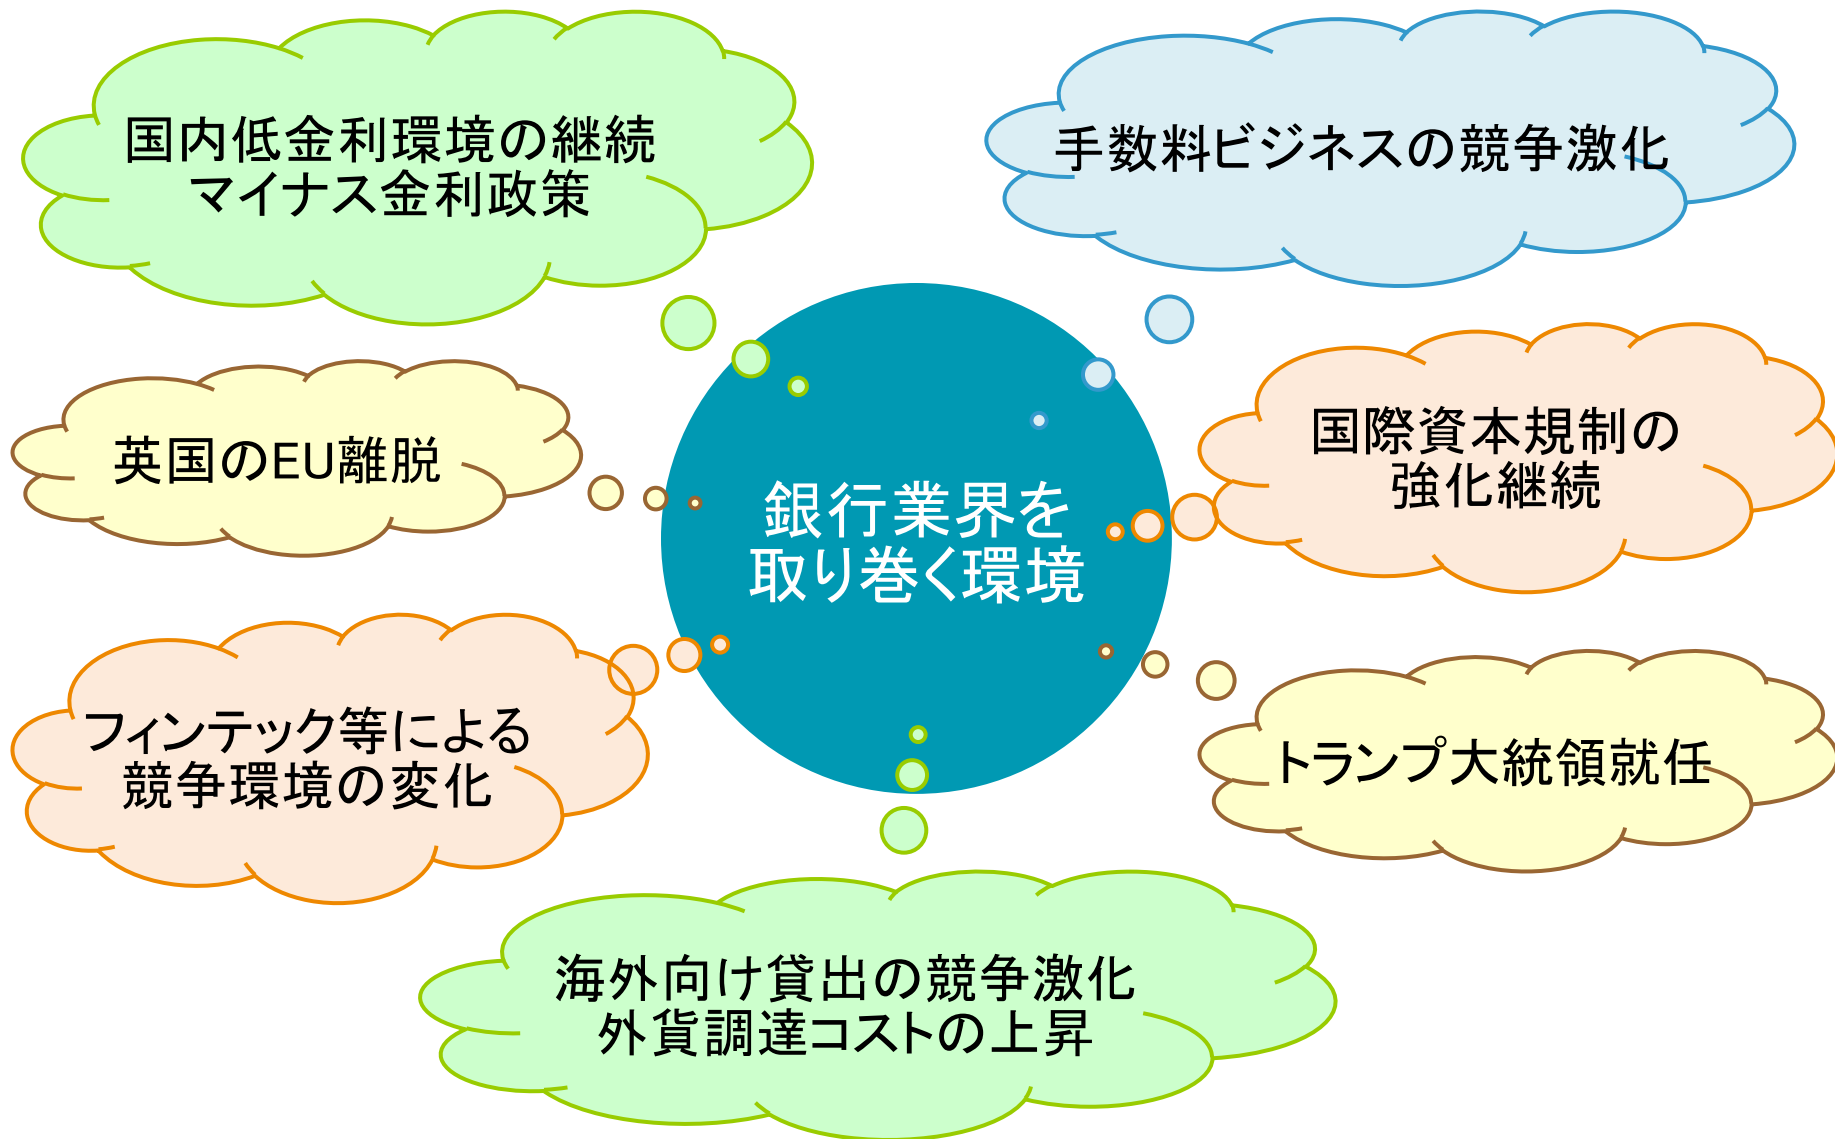 国内低金利環境の継続
マイナス金利政策
手数料ビジネスの競争激化
英国のEU離脱
国際資本規制の
強化継続
銀行業界を
取り巻く環境
フィンテック等による
競争環境の変化
トランプ大統領就任
海外向け貸出の競争激化
外貨調達コストの上昇